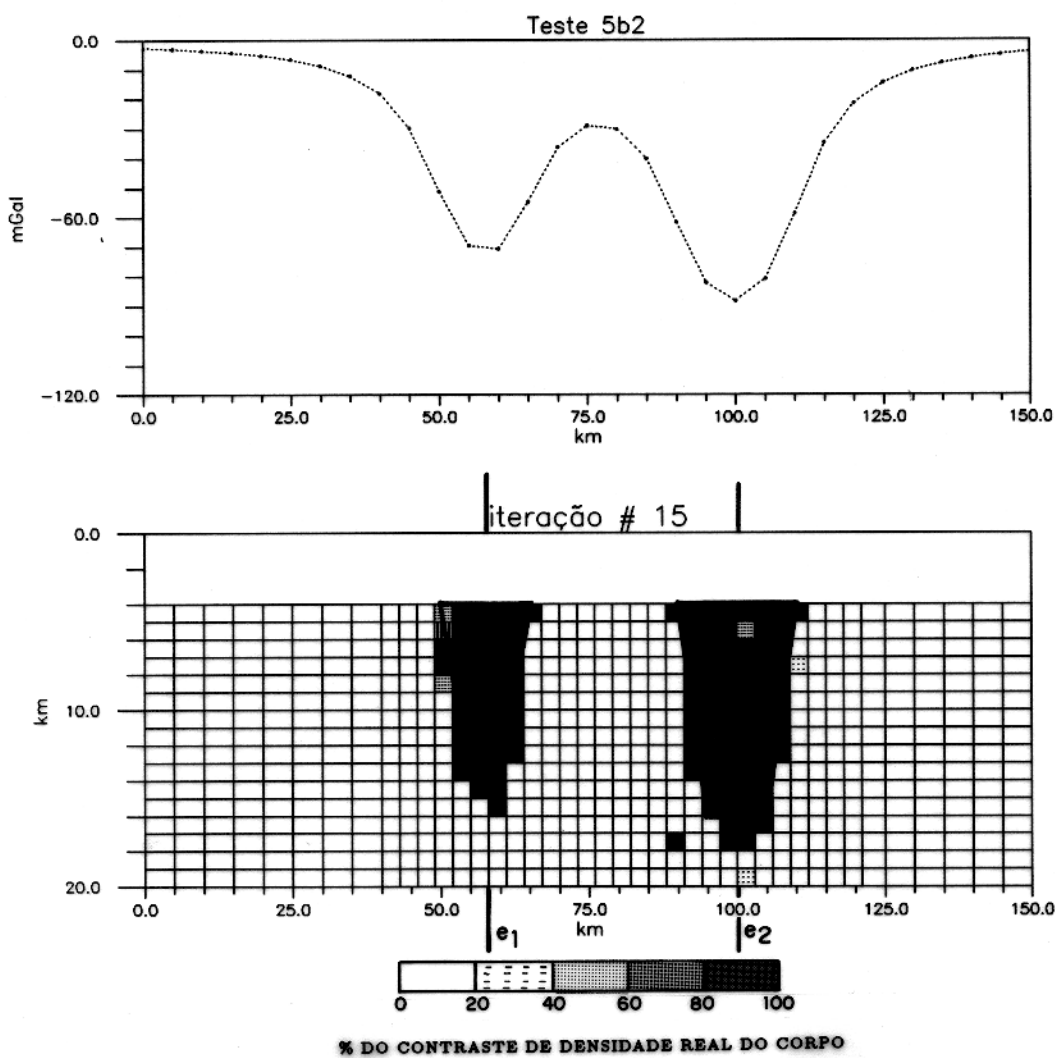 Teste 5b2
0.0
-60.0
-120.0
mGal
0.0 25.0 50.0 75.0 100.0 125.0 150.0
km
iteração # 15
0.0
10.0
20.0
km
0.0 25.0 50.0 75.0 100.0 125.0 150.0
km
e1 e2
0 20 40 60 80 100
% DO CONTRASTE DE DENSIDADE REAL DO CORPO